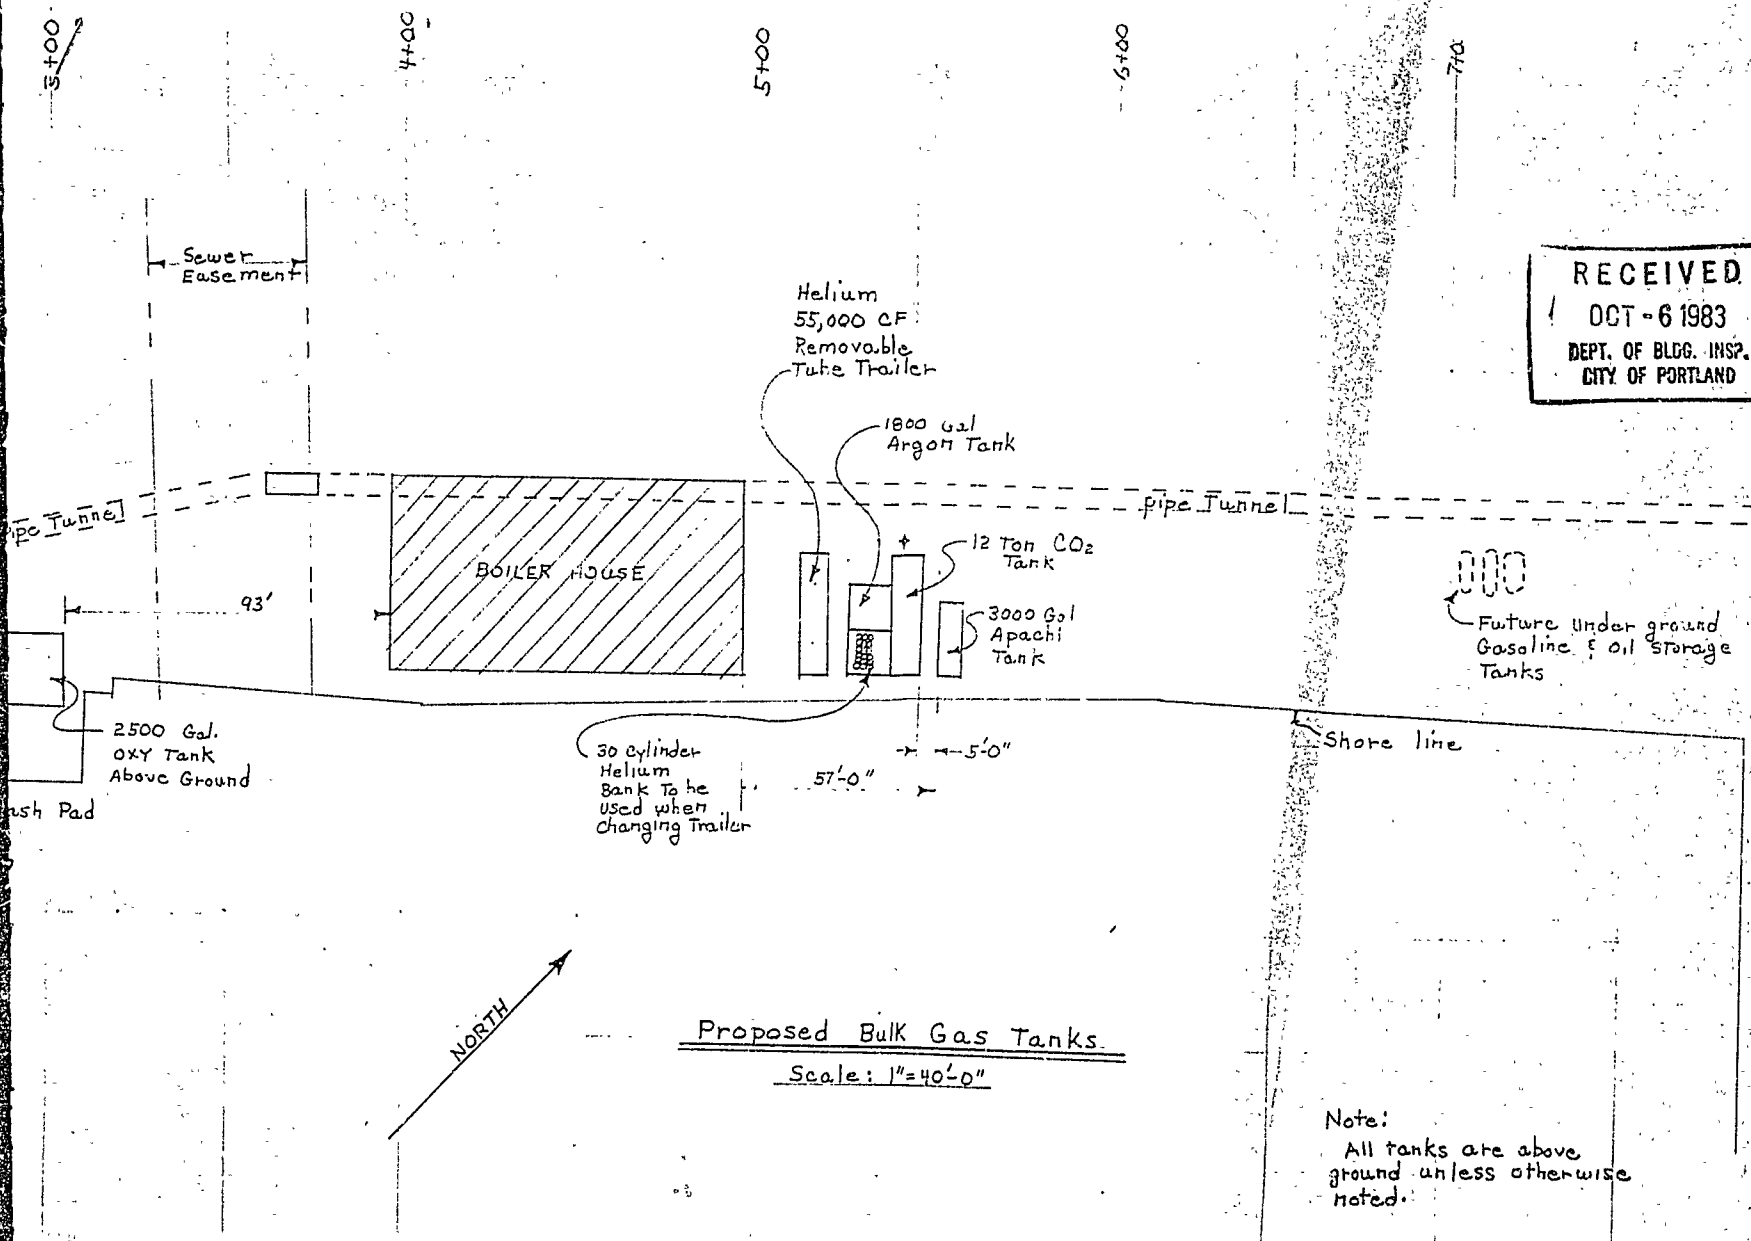 3+00
4+00
5+00
6+00
7+0
RECEIVED
OCT-6 1983
DEPT. OF BLDG. INSP.
CITY OF PORTLAND
Sewer
Easement
Helium
55,000 CF
Removable
Tube Trailer
1800 Gal
Argon Tank
Pipe Tunnel
pipe Tunnel
BOILER HOUSE
12 Ton CO2
Tank
93'
3000 Gal
Apachi
Tank
Future Under ground
Gasoline & oil Storage
Tanks
2500 Gal.
OXY Tank
Above Ground
ash Pad
30 cylinder
Helium
Bank To be
used when
Changing Trailer
5'-0"
57'-0"
Shore line
NORTH
Proposed Bulk Gas Tanks.
Scale: 1"=40'-0"
Note:
All tanks are above
ground unless otherwise
noted.